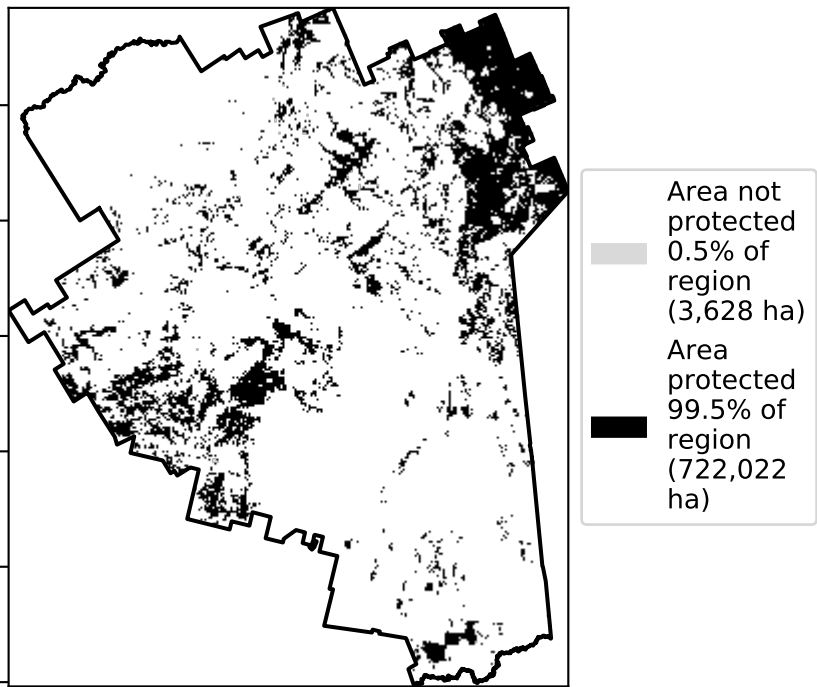 Area not
protected
0.5% of
region
(3,628 ha)
Area
protected
99.5% of
region
(722,022
ha)